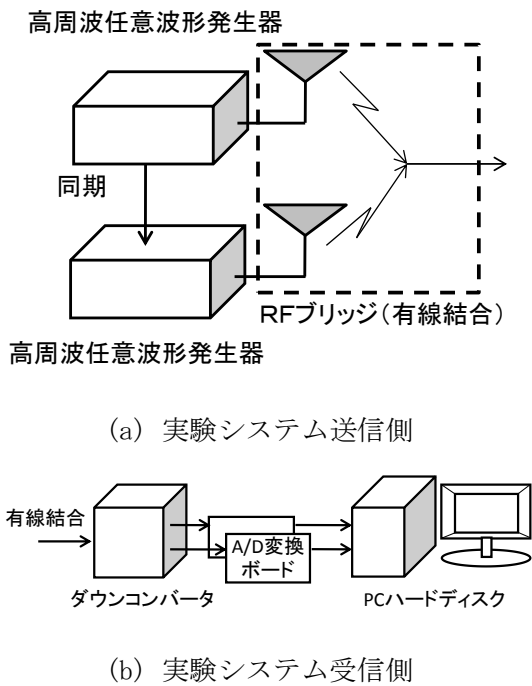 高周波任意波形発生器
同期
RFブリッジ(有線結合)
高周波任意波形発生器
(a) 実験システム送信側
有線結合
A/D変換
ボード
ダウンコンバータ
PCハードディスク
(b) 実験システム受信側